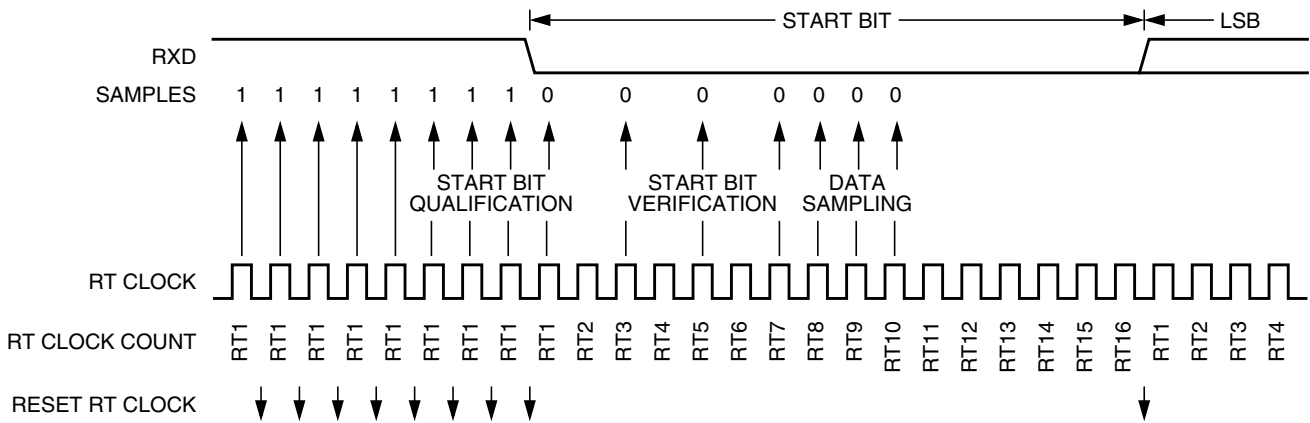 START BIT LSB
RXD
SAMPLES 1 1 1 1 1 1 1 1 0 0 0 0 0 0 0
START BIT QUALIFICATION
START BIT VERIFICATION
DATA SAMPLING
RT CLOCK
RT CLOCK COUNT RT1 RT1 RT1 RT1 RT1 RT1 RT1 RT1 RT1 RT2 RT3 RT4 RT5 RT6 RT7 RT8 RT9 RT10 RT11 RT12 RT13 RT14 RT15 RT16 RT1 RT2 RT3 RT4
RESET RT CLOCK